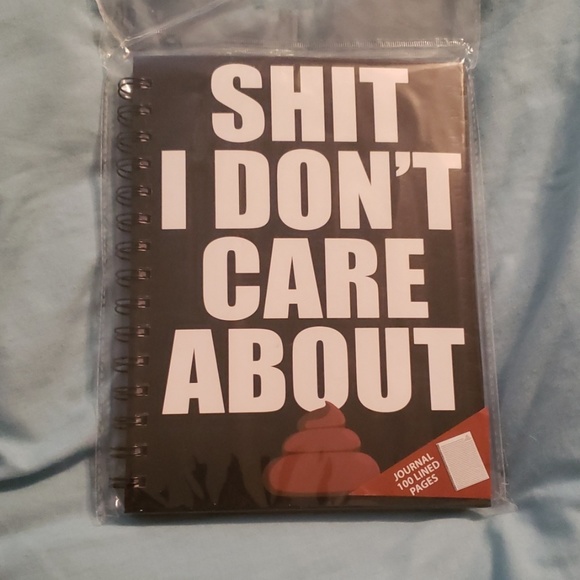 SHIT
I DON'T
CARE
ABOUT
JOURNAL
100 LINED
PAGES